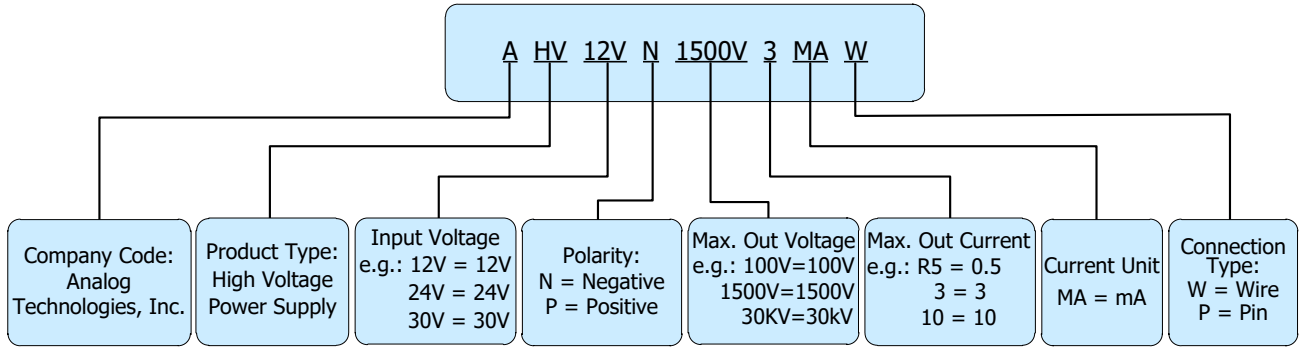 A HV 12V N 1500V 3 MA W
Company Code:
Analog
Technologies, Inc.
Product Type:
High Voltage
Power Supply
Input Voltage
e.g.: 12V = 12V
24V = 24V
30V = 30V
Polarity:
N = Negative
P = Positive
Max. Out Voltage
e.g.: 100V=100V
1500V=1500V
30KV=30kV
Max. Out Current
e.g.: R5 = 0.5
3 = 3
10 = 10
Current Unit
MA = mA
Connection
Type:
W = Wire
P = Pin